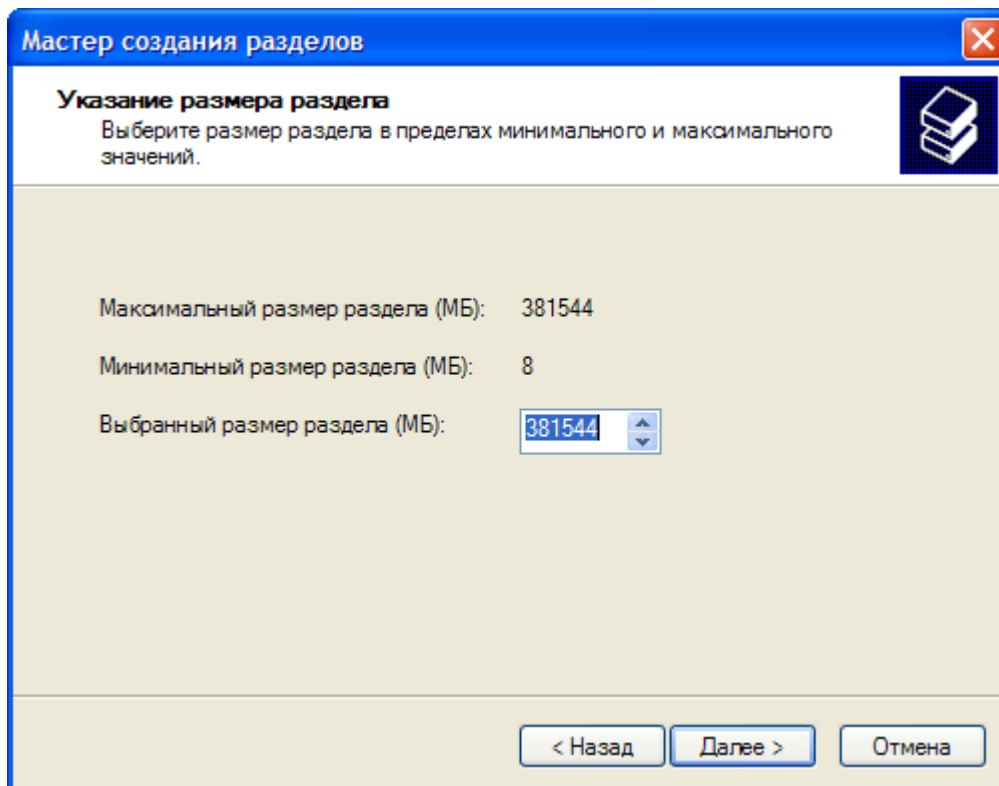 Мастер создания разделов
Указание размера раздела
Выберите размер раздела в пределах минимального и максимального
значений.
Максимальный размер раздела (МБ): 381544
Минимальный размер раздела (МБ): 8
Выбранный размер раздела (МБ): 381544
< Назад Далее > Отмена